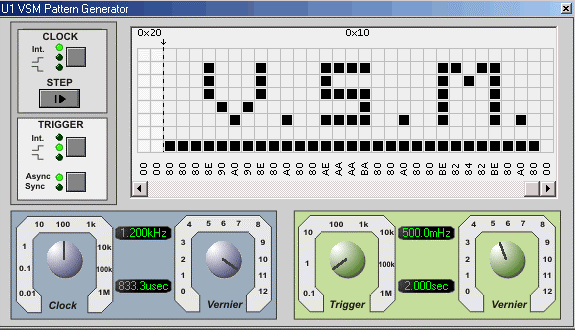 U1 VSM Pattern Generator
CLOCK
Int.
STEP
TRIGGER
Int.
Async
Sync
0x20 0x10
V.S.M.
00 00 80 80 80 8E 90 A0 90 8E 80 A0 80 80 AE AA AA BA 80 80 A0 80 80 BE 82 84 82 BE 80 A0 80 00
0.01 0.1 1 10 100 1k 10k 100k 1M
Clock
1.200kHz
833.3usec
0 1 2 3 4 5 6 7 8 9 10 11 12
Vernier
0.01 0.1 1 10 100 1k 10k 100k 1M
Trigger
500.0mHz
2.000sec
0 1 2 3 4 5 6 7 8 9 10 11 12
Vernier